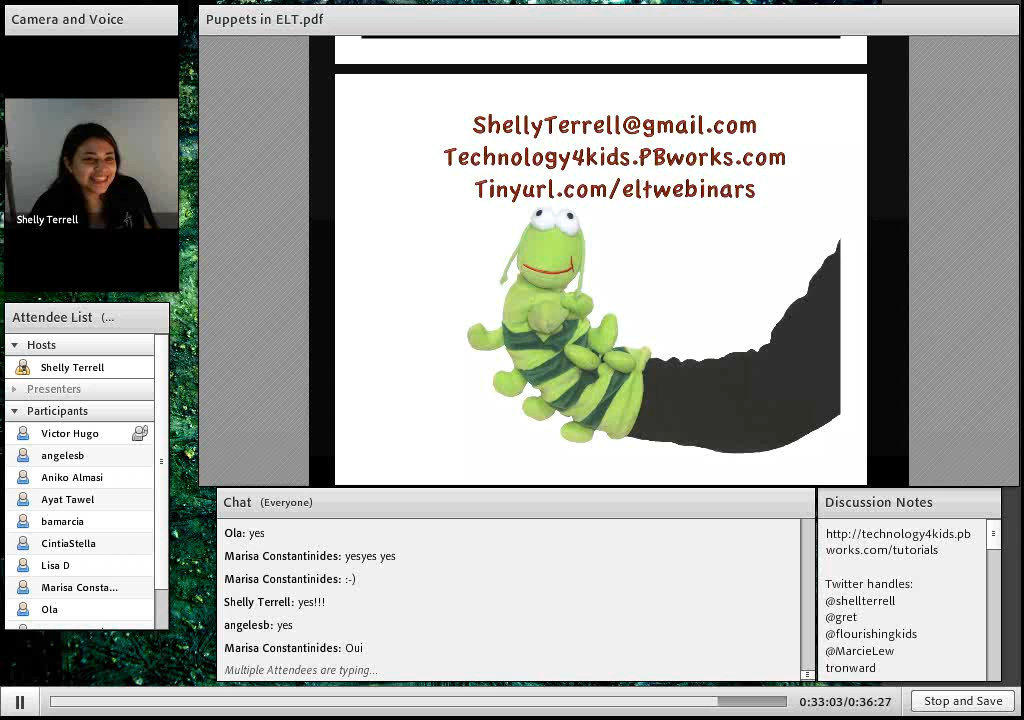 Camera and Voice
Shelly Terrell
Attendee List (...
Hosts
Shelly Terrell
Presenters
Participants
Victor Hugo
angelesb
Aniko Almasi
Ayat Tawel
bamarcia
CintiaStella
Lisa D
Marisa Consta...
Ola
Puppets in ELT.pdf
ShellyTerrell@gmail.com
Technology4kids.PBworks.com
Tinyurl.com/eltwebinars
Chat (Everyone)
Ola: yes
Marisa Constantinides: yesyes yes
Marisa Constantinides: :-)
Shelly Terrell: yes!!!
angelesb: yes
Marisa Constantinides: Oui
Multiple Attendees are typing...
Discussion Notes
http://technology4kids.pb
works.com/tutorials
Twitter handles:
@shellterrell
@gret
@flourishingkids
@MarcieLew
tronward
0:33:03/0:36:27
Stop and Save